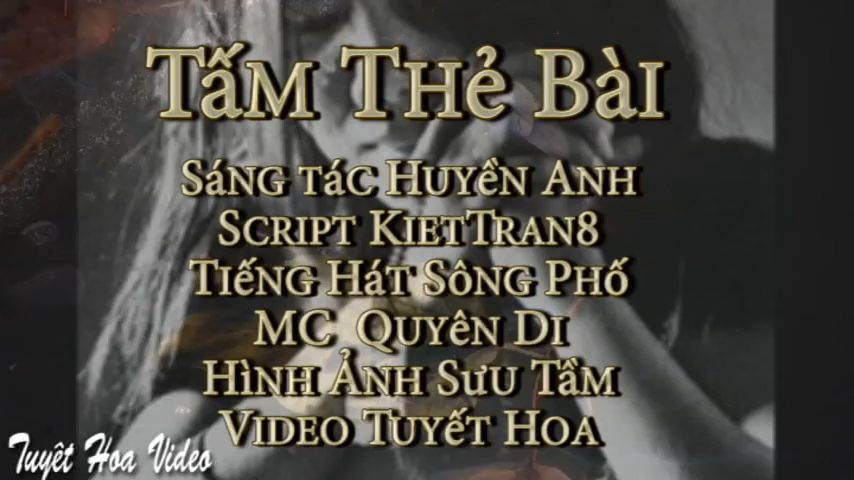 Tấm Thẻ Bài
Sáng tác Huyền Anh
Script KietTran8
Tiếng Hát Sông Phố
MC Quyên Di
Hình Ảnh Sưu Tầm
Video Tuyết Hoa
Tuyêt Hoa Video